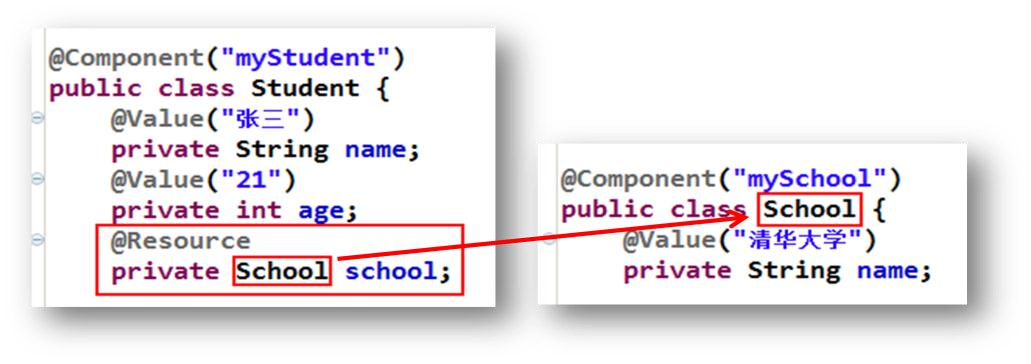 @Component("myStudent")
public class Student {
@Value("张三")
private String name;
@Value("21")
private int age;
@Resource
private School school;
@Component("mySchool")
public class School {
@Value("清华大学")
private String name;